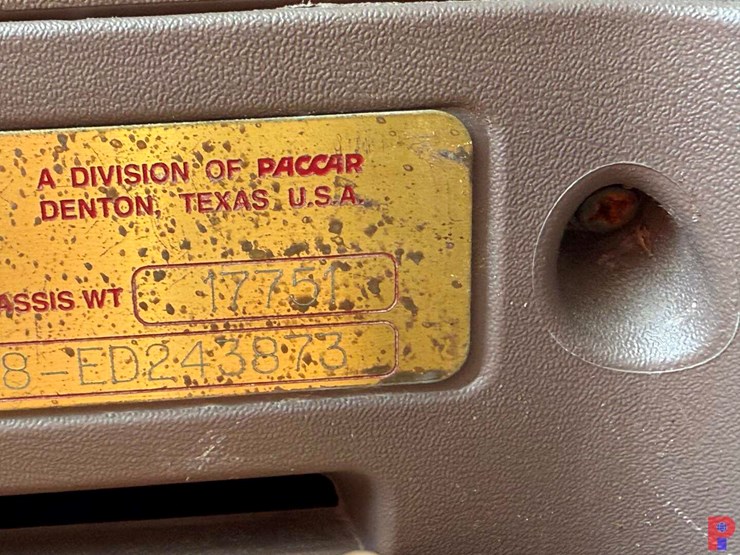 A DIVISION OF PACCAR
DENTON, TEXAS U.S.A.
ASSIS WT 17751
8-ED243873